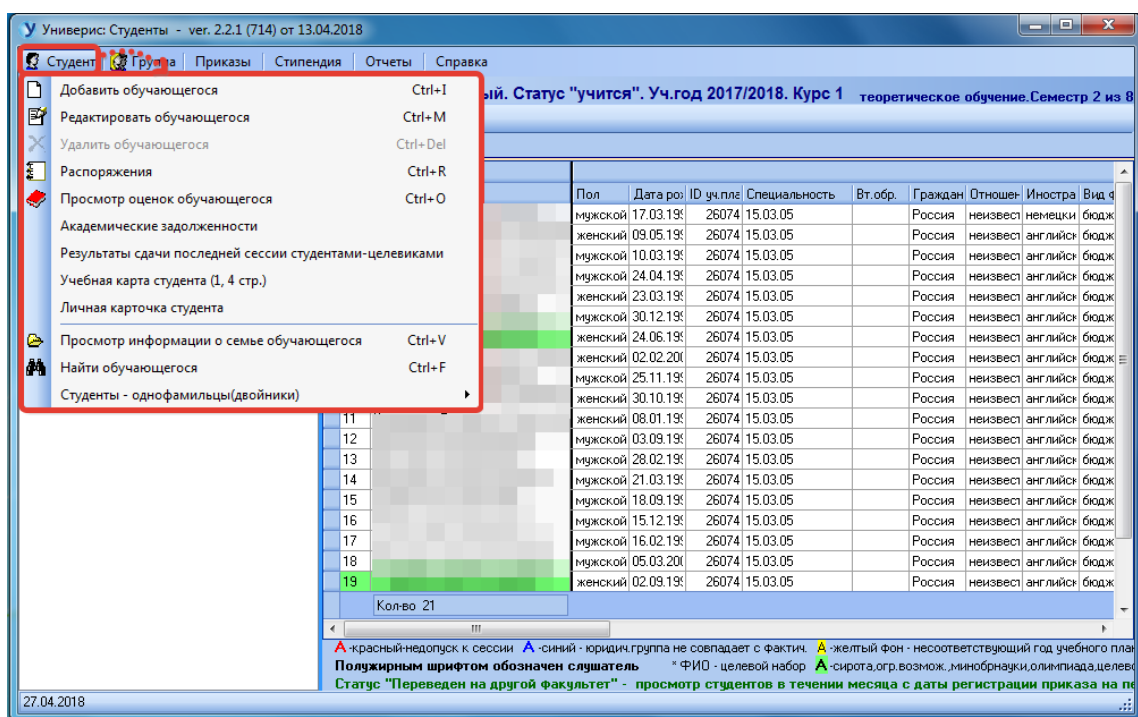 Универис: Студенты - ver. 2.2.1 (714) от 13.04.2018
Студент Группа Приказы Стипендия Отчеты Справка
Добавить обучающегося Ctrl+I
ый. Статус "учится". Уч.год 2017/2018. Курс 1 теоретическое обучение.Семестр 2 из 8
Редактировать обучающегося Ctrl+M
Удалить обучающегося Ctrl+Del
Распоряжения Ctrl+R
Просмотр оценок обучающегося Ctrl+O
Академические задолженности
Результаты сдачи последней сессии студентами-целевиками
Учебная карта студента (1, 4 стр.)
Личная карточка студента
Просмотр информации о семье обучающегося Ctrl+V
Найти обучающегося Ctrl+F
Студенты - однофамильцы(двойники)
Пол Дата ро: ID уч.пла Специальность Вт.обр. Граждан Отношен Иностра Вид ф
мужской 17.03.19 26074 15.03.05 Россия неизвест немецки бюдж
женский 09.05.19 26074 15.03.05 Россия неизвест английск бюдж
мужской 10.03.19 26074 15.03.05 Россия неизвест английск бюдж
мужской 24.04.19 26074 15.03.05 Россия неизвест английск бюдж
женский 23.03.19 26074 15.03.05 Россия неизвест английск бюдж
мужской 30.12.19 26074 15.03.05 Россия неизвест английск бюдж
женский 24.06.19 26074 15.03.05 Россия неизвест английск бюдж
женский 02.02.20 26074 15.03.05 Россия неизвест английск бюдж
мужской 25.11.19 26074 15.03.05 Россия неизвест английск бюдж
женский 30.10.19 26074 15.03.05 Россия неизвест английск бюдж
11 женский 08.01.19 26074 15.03.05 Россия неизвест английск бюдж
12 мужской 03.09.19 26074 15.03.05 Россия неизвест английск бюдж
13 мужской 28.02.19 26074 15.03.05 Россия неизвест английск бюдж
14 мужской 21.03.19 26074 15.03.05 Россия неизвест английск бюдж
15 мужской 18.09.19 26074 15.03.05 Россия неизвест английск бюдж
16 мужской 15.12.19 26074 15.03.05 Россия неизвест английск бюдж
17 мужской 16.02.19 26074 15.03.05 Россия неизвест английск бюдж
18 мужской 05.03.20 26074 15.03.05 Россия неизвест английск бюдж
19 женский 02.09.19 26074 15.03.05 Россия неизвест английск бюдж
Кол-во 21
А -красный-недопуск к сессии А -синий - юридич.группа не совпадает с фактич. А -желтый фон - несоответствующий год учебного план
Полужирным шрифтом обозначен слушатель * ФИО - целевой набор А -сирота,огр.возмож.,минобрнауки,олимпиада,целево
Статус "Переведен на другой факультет" - просмотр студентов в течении месяца с даты регистрации приказа на пе
27.04.2018